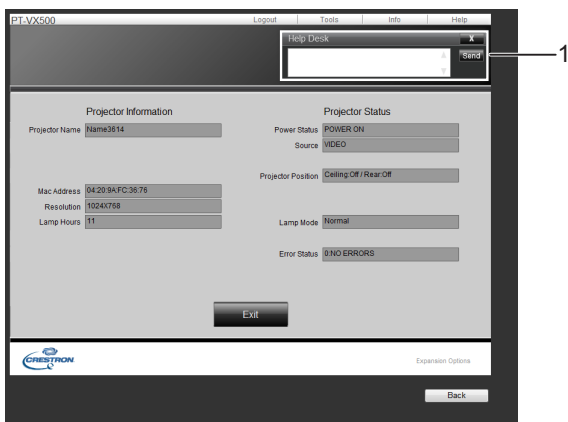 PT-VX500 Logout Tools Info Help
Help Desk X
Send
1
Projector Information Projector Status
Projector Name Name3614 Power Status POWER ON
Source VIDEO
Projector Position Ceiling:Off / Rear:Off
Mac Address 04:20:9A:FC:36:76
Resolution 1024X768
Lamp Hours 11 Lamp Mode Normal
Error Status 0:NO ERRORS
Exit
CRESTRON Expansion Options
Back